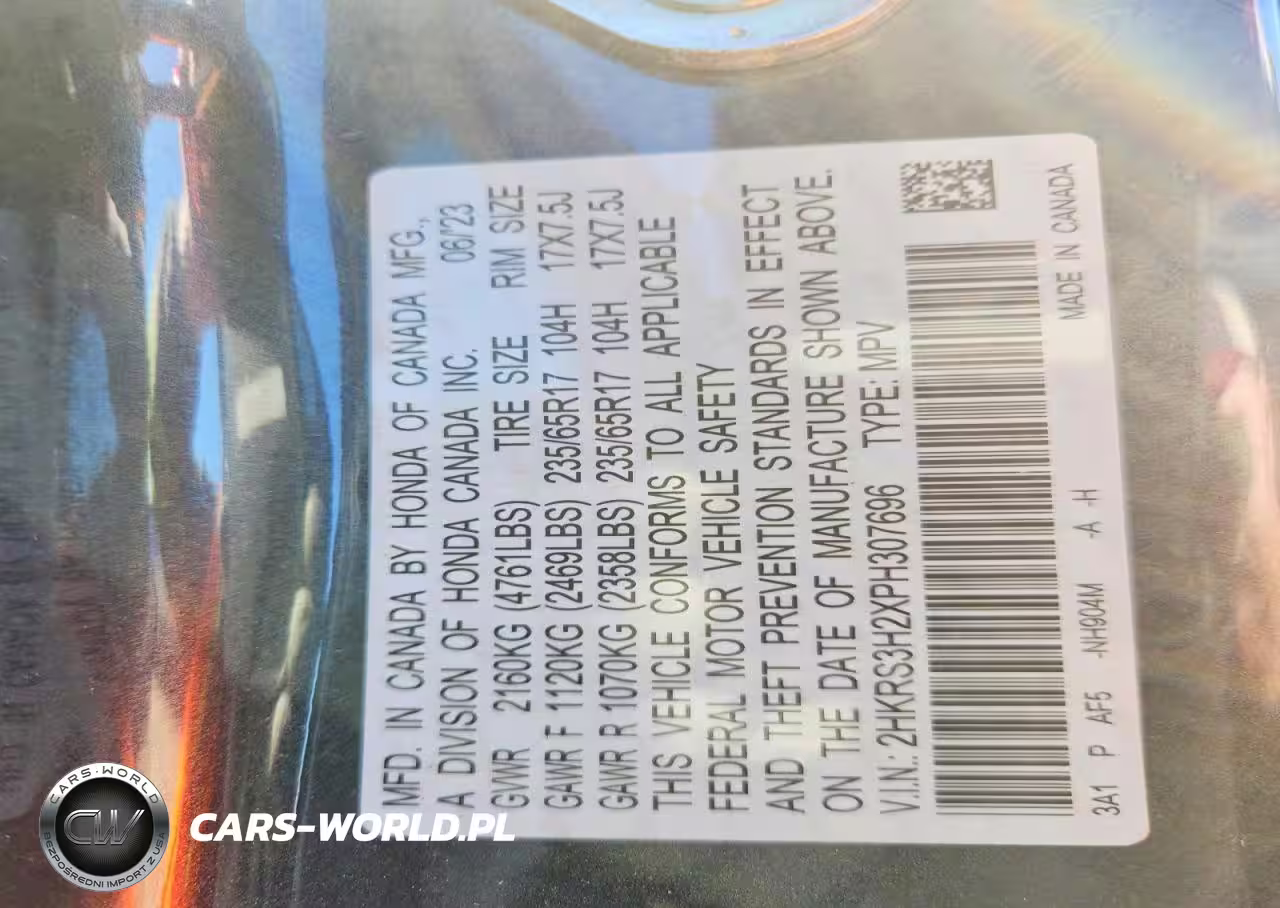 MFD. IN CANADA BY HONDA OF CANADA MFG.,
A DIVISION OF HONDA CANADA INC. 06/'23
GVWR 2160KG (4761LBS) TIRE SIZE RIM SIZE
GAWR F 1120KG (2469LBS) 235/65R17 104H 17X7.5J
GAWR R 1070KG (2358LBS) 235/65R17 104H 17X7.5J
THIS VEHICLE CONFORMS TO ALL APPLICABLE
FEDERAL MOTOR VEHICLE SAFETY
AND THEFT PREVENTION STANDARDS IN EFFECT
ON THE DATE OF MANUFACTURE SHOWN ABOVE.
V.I.N.: 2HKRS3H2XPH307696 TYPE: MPV
3A1 P AF5 -NH904M -A -H MADE IN CANADA
CARS-WORLD
CW
BEZPOŚREDNI IMPORT Z USA
CARS-WORLD.PL